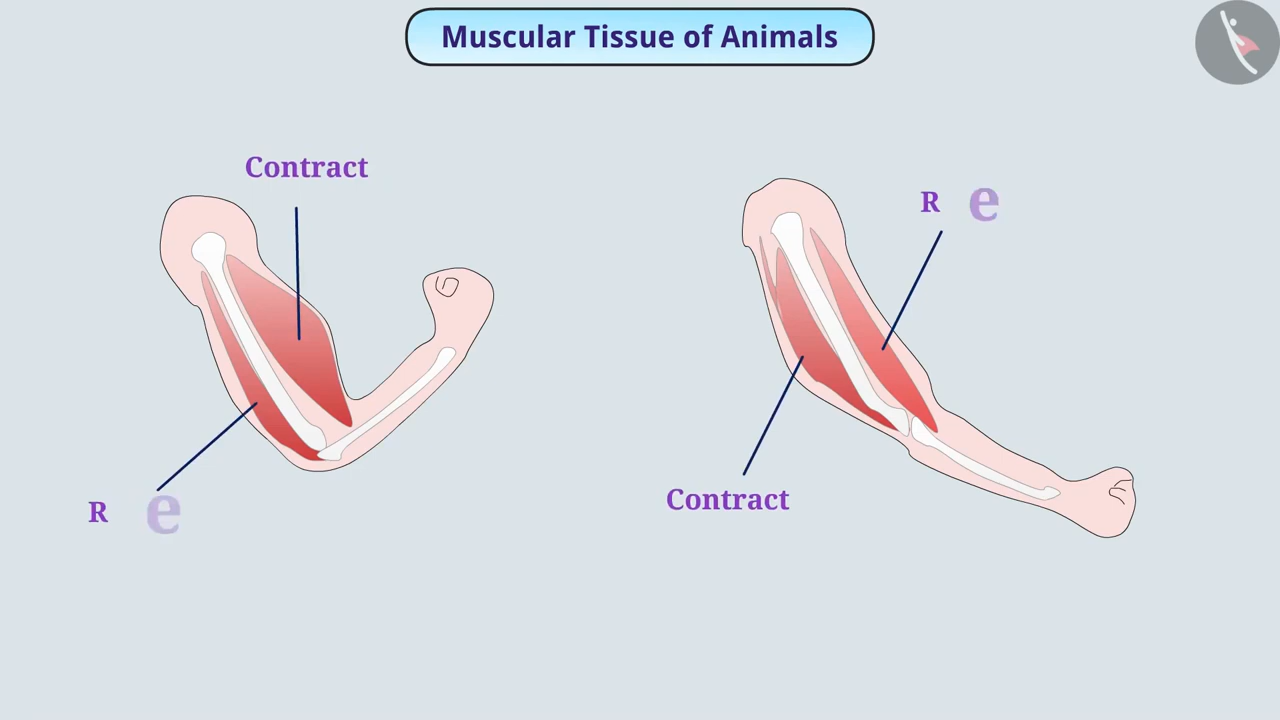 Muscular Tissue of Animals
Contract
R e
R e
Contract